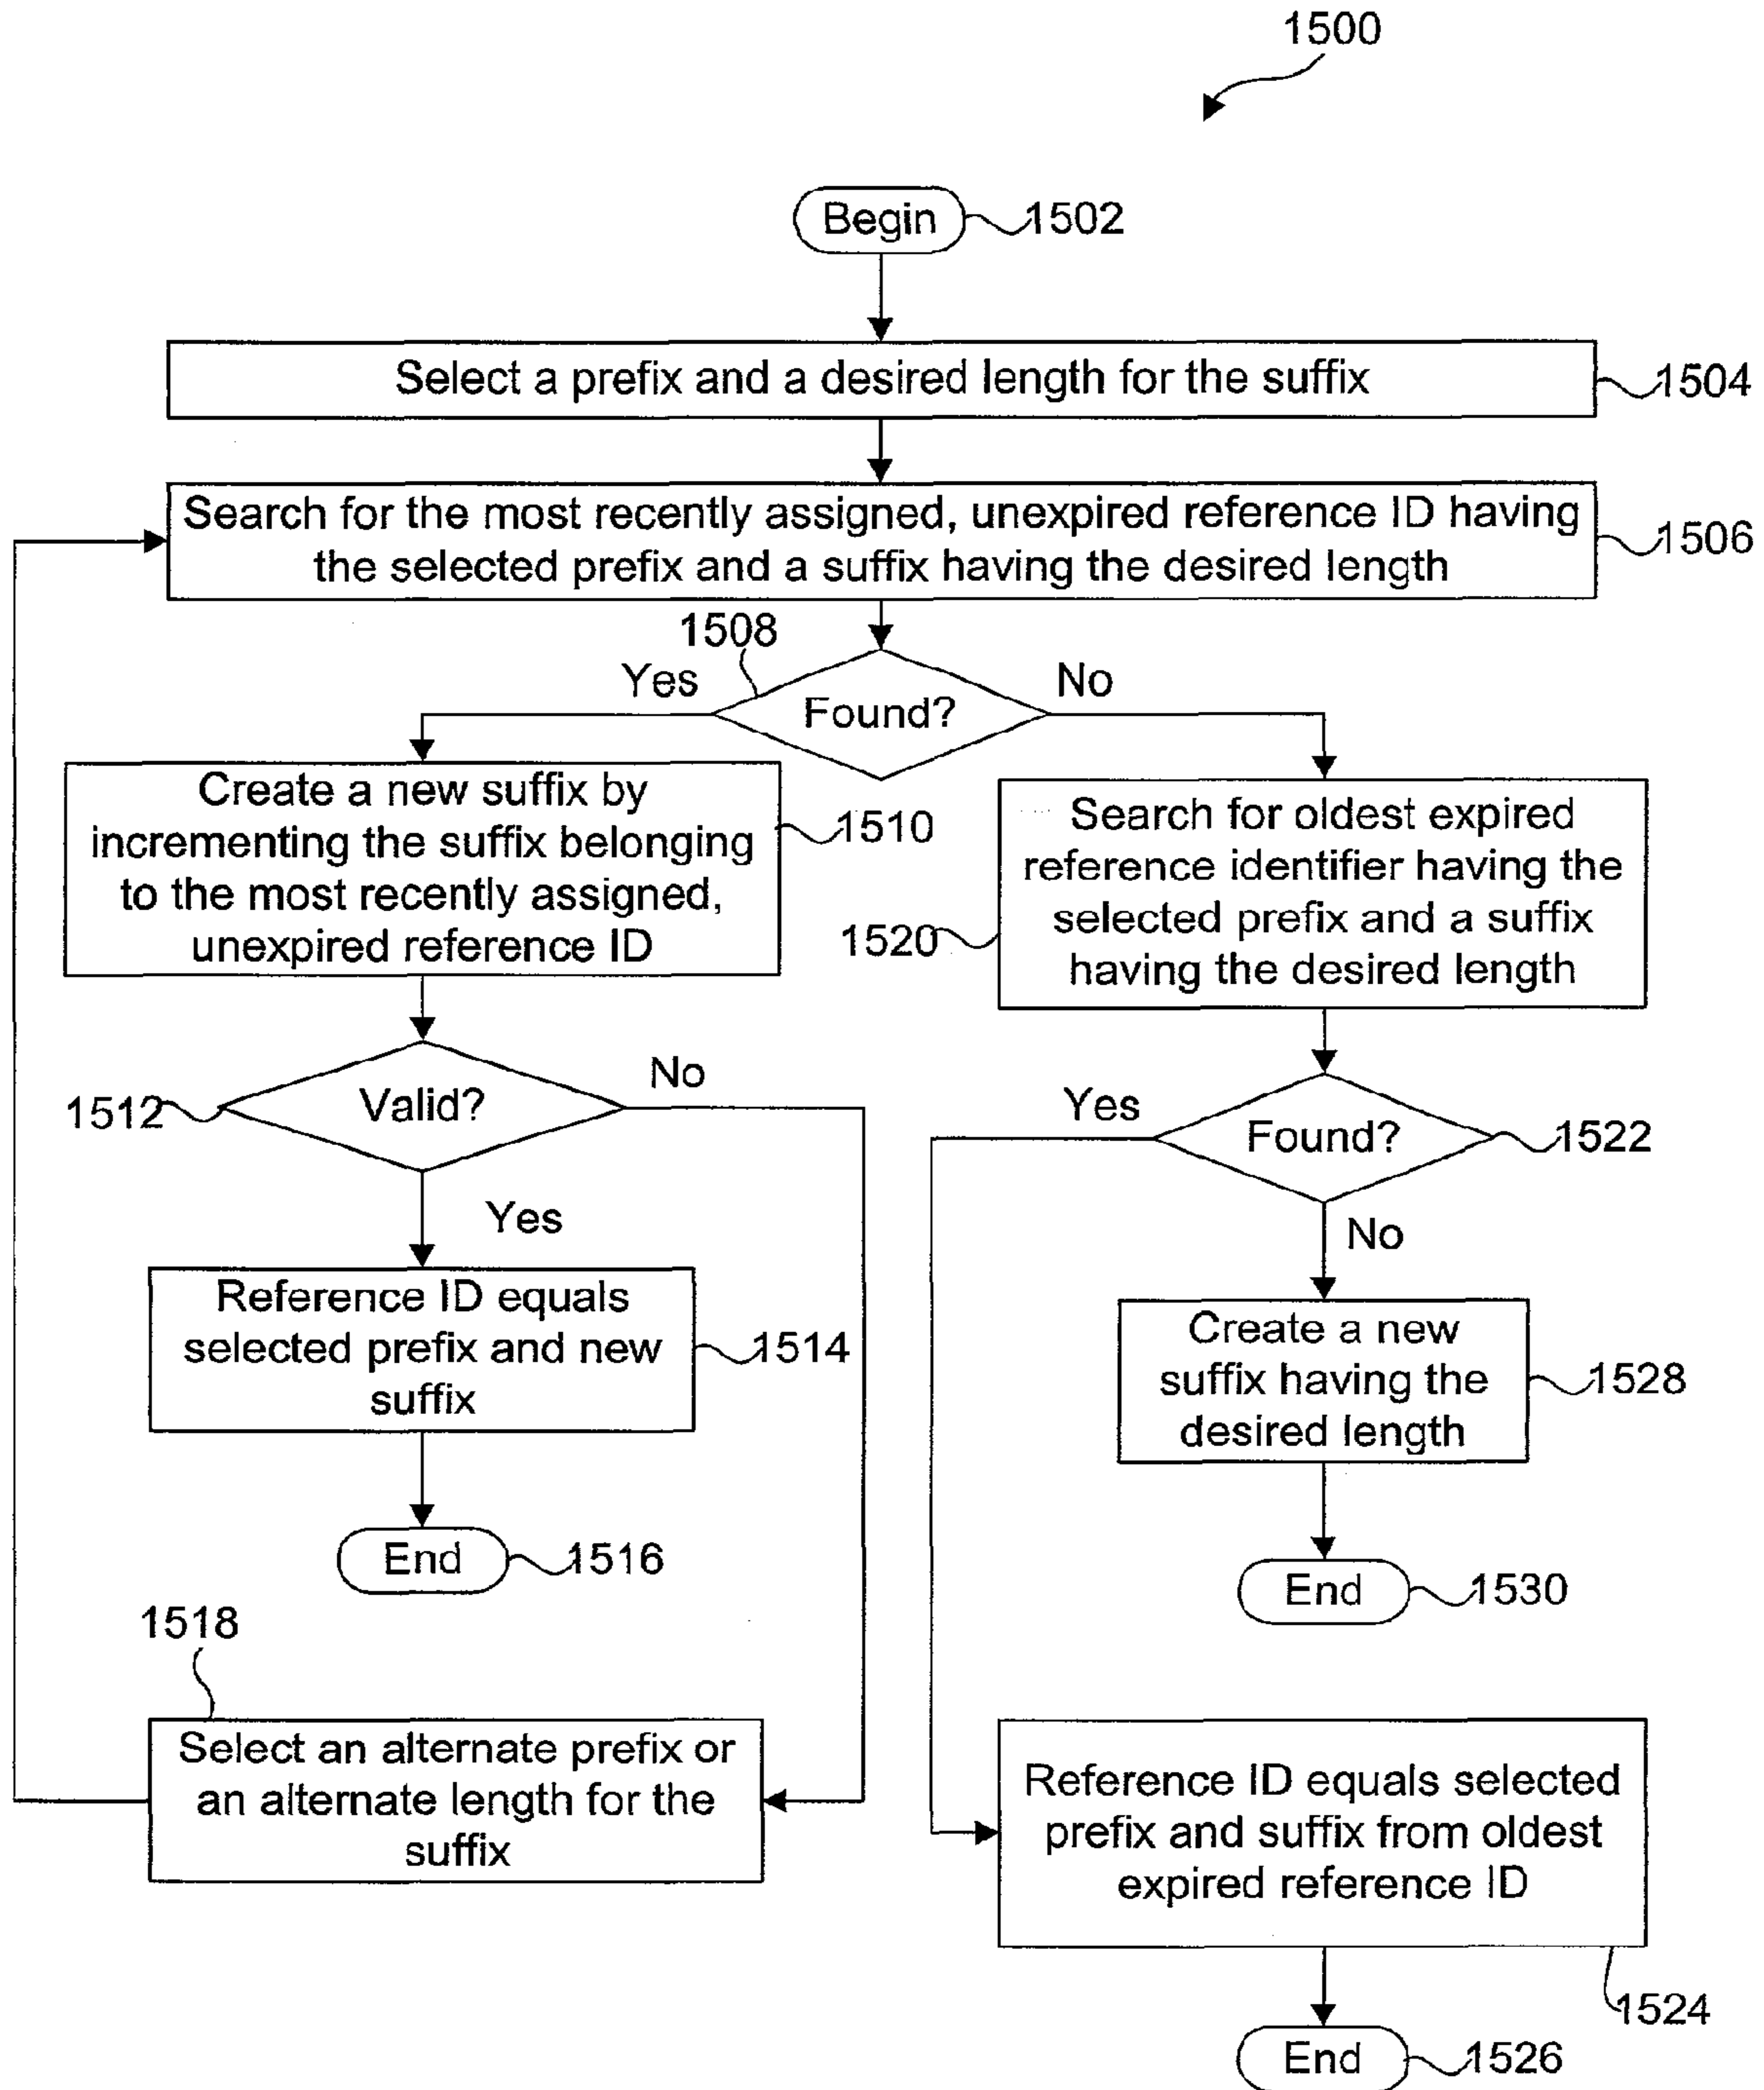 1500
Begin
1502
Select a prefix and a desired length for the suffix
1504
Search for the most recently assigned, unexpired reference ID having
the selected prefix and a suffix having the desired length
1506
1508
Yes
Found?
No
Create a new suffix by
incrementing the suffix belonging
to the most recently assigned,
unexpired reference ID
1510
Search for oldest expired
reference identifier having the
selected prefix and a suffix
having the desired length
1520
Valid?
1512
No
Yes
Found?
1522
Yes
No
Reference ID equals
selected prefix and new
suffix
1514
Create a new
suffix having the
desired length
1528
End
1516
End
1530
1518
Select an alternate prefix or
an alternate length for the
suffix
Reference ID equals selected
prefix and suffix from oldest
expired reference ID
1524
End
1526